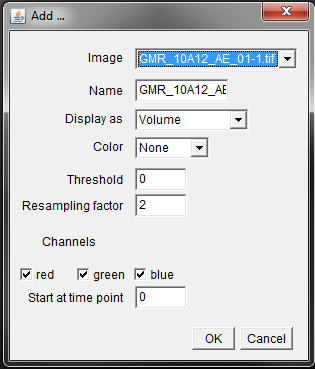 Add ...
Image GMR_10A12_AE_01-1.tif
Name GMR_10A12_AE
Display as Volume
Color None
Threshold 0
Resampling factor 2
Channels
red green blue
Start at time point 0
OK Cancel